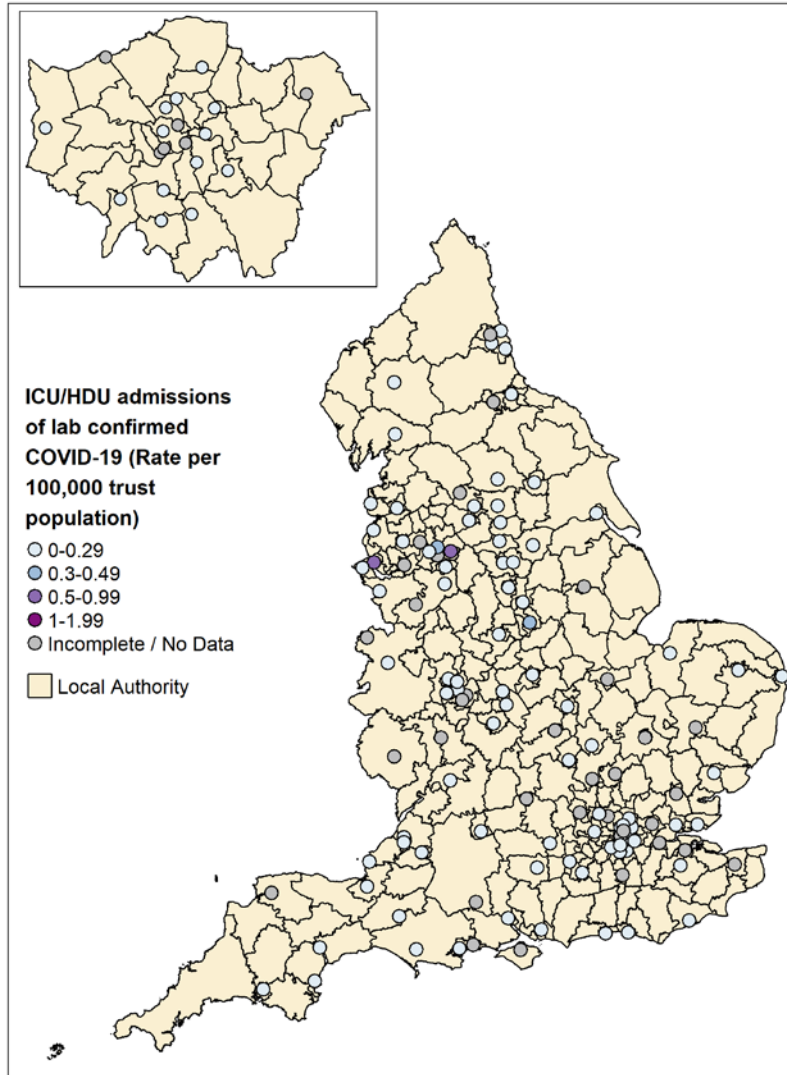 ICU/HDU admissions
of lab confirmed
COVID-19 (Rate per
100,000 trust
population)
0-0.29
0.3-0.49
0.5-0.99
1-1.99
Incomplete / No Data
Local Authority